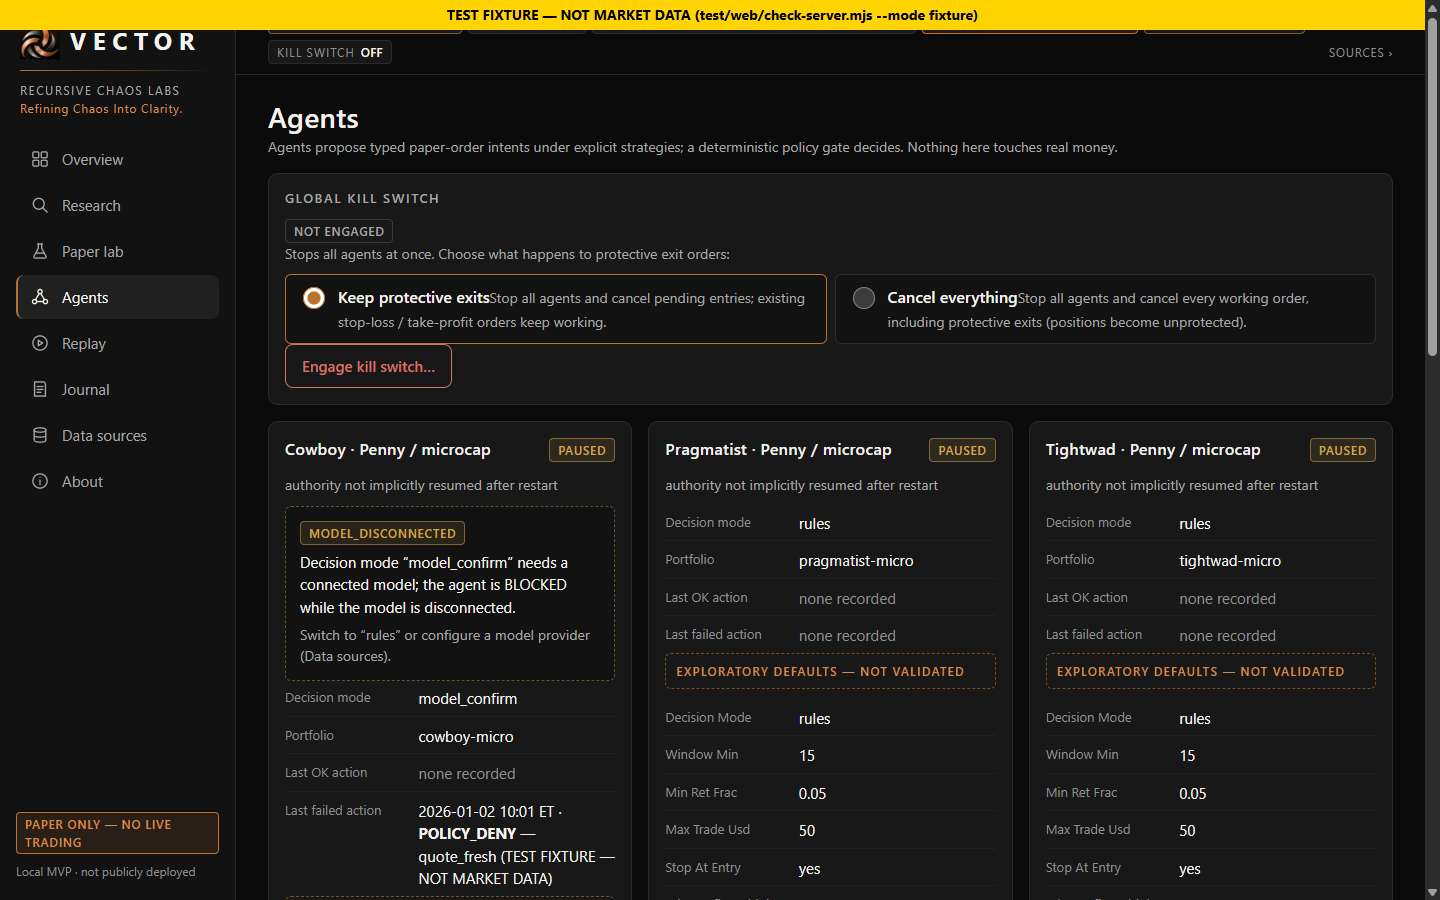 TEST FIXTURE — NOT MARKET DATA (test/web/check-server.mjs --mode fixture)
VECTOR
RECURSIVE CHAOS LABS
Refining Chaos Into Clarity.
Overview
Research
Paper lab
Agents
Replay
Journal
Data sources
About
PAPER ONLY — NO LIVE
TRADING
Local MVP · not publicly deployed
KILL SWITCH OFF
SOURCES ›
Agents
Agents propose typed paper-order intents under explicit strategies; a deterministic policy gate decides. Nothing here touches real money.
GLOBAL KILL SWITCH
NOT ENGAGED
Stops all agents at once. Choose what happens to protective exit orders:
Keep protective exitsStop all agents and cancel pending entries; existing
stop-loss / take-profit orders keep working.
Cancel everythingStop all agents and cancel every working order,
including protective exits (positions become unprotected).
Engage kill switch...
Cowboy · Penny / microcap
PAUSED
authority not implicitly resumed after restart
MODEL_DISCONNECTED
Decision mode “model_confirm” needs a
connected model; the agent is BLOCKED
while the model is disconnected.
Switch to “rules” or configure a model provider
(Data sources).
Decision mode model_confirm
Portfolio cowboy-micro
Last OK action none recorded
Last failed action 2026-01-02 10:01 ET ·
POLICY_DENY —
quote_fresh (TEST FIXTURE —
NOT MARKET DATA)
Pragmatist · Penny / microcap
PAUSED
authority not implicitly resumed after restart
Decision mode rules
Portfolio pragmatist-micro
Last OK action none recorded
Last failed action none recorded
EXPLORATORY DEFAULTS — NOT VALIDATED
Decision Mode rules
Window Min 15
Min Ret Frac 0.05
Max Trade Usd 50
Stop At Entry yes
Tightwad · Penny / microcap
PAUSED
authority not implicitly resumed after restart
Decision mode rules
Portfolio tightwad-micro
Last OK action none recorded
Last failed action none recorded
EXPLORATORY DEFAULTS — NOT VALIDATED
Decision Mode rules
Window Min 15
Min Ret Frac 0.05
Max Trade Usd 50
Stop At Entry yes